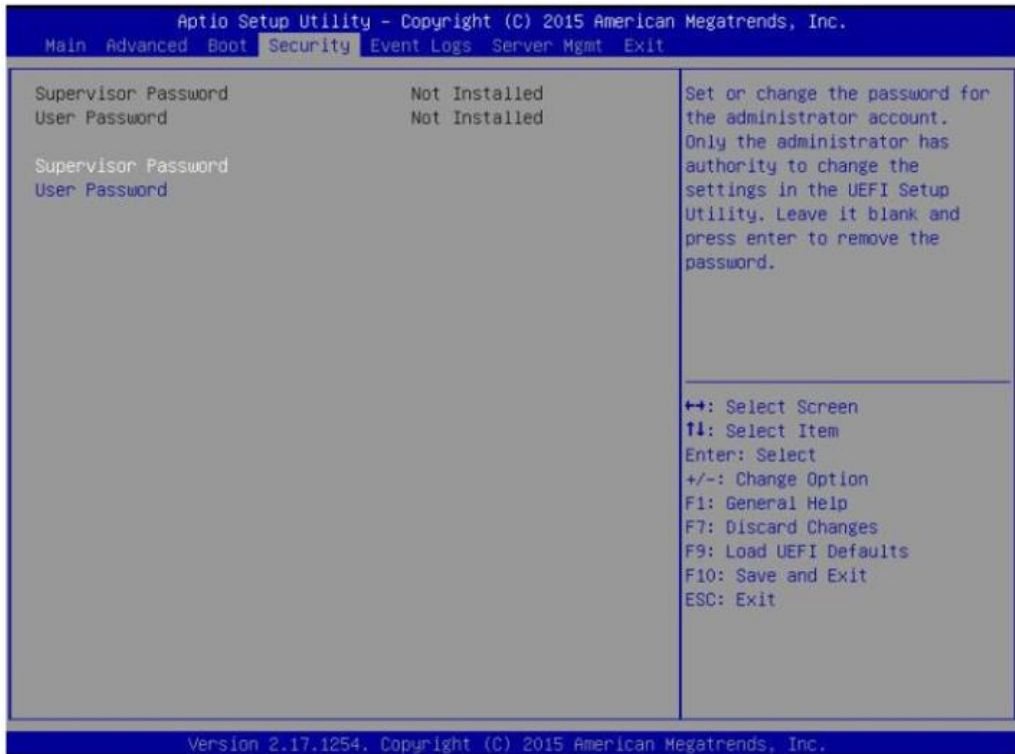 Aptio Setup Utility - Copyright (C) 2015 American Megatrends, Inc.
Main Advanced Boot Security Event Logs Server Mgmt Exit
Supervisor Password Not Installed
User Password Not Installed
Supervisor Password
User Password
Set or change the password for
the administrator account.
Only the administrator has
authority to change the
settings in the UEFI Setup
Utility. Leave it blank and
press enter to remove the
password.
↔: Select Screen
↑↓: Select Item
Enter: Select
+/-: Change Option
F1: General Help
F7: Discard Changes
F9: Load UEFI Defaults
F10: Save and Exit
ESC: Exit
Version 2.17.1254. Copyright (C) 2015 American Megatrends, Inc.